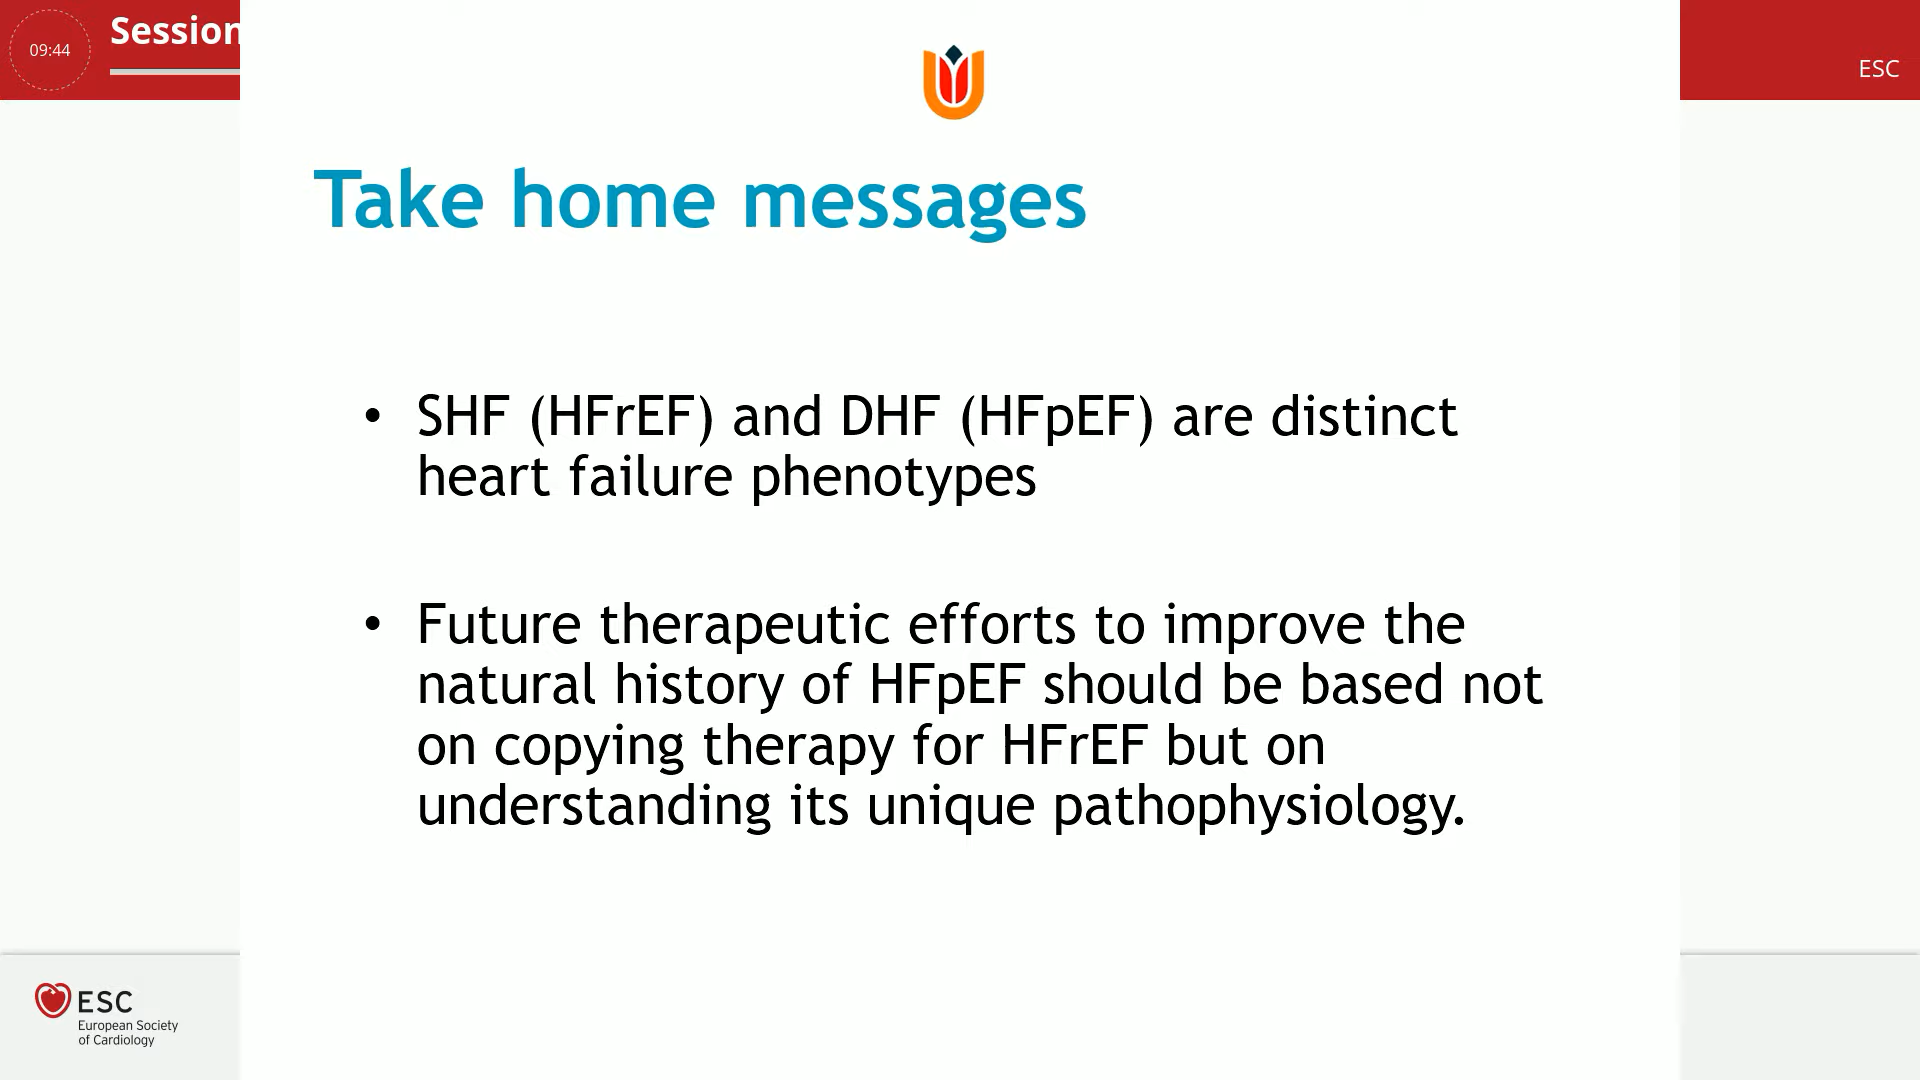 09:44
Session
ESC
Take home messages
• SHF (HFrEF) and DHF (HFpEF) are distinct
heart failure phenotypes
• Future therapeutic efforts to improve the
natural history of HFpEF should be based not
on copying therapy for HFrEF but on
understanding its unique pathophysiology.
ESC
European Society
of Cardiology